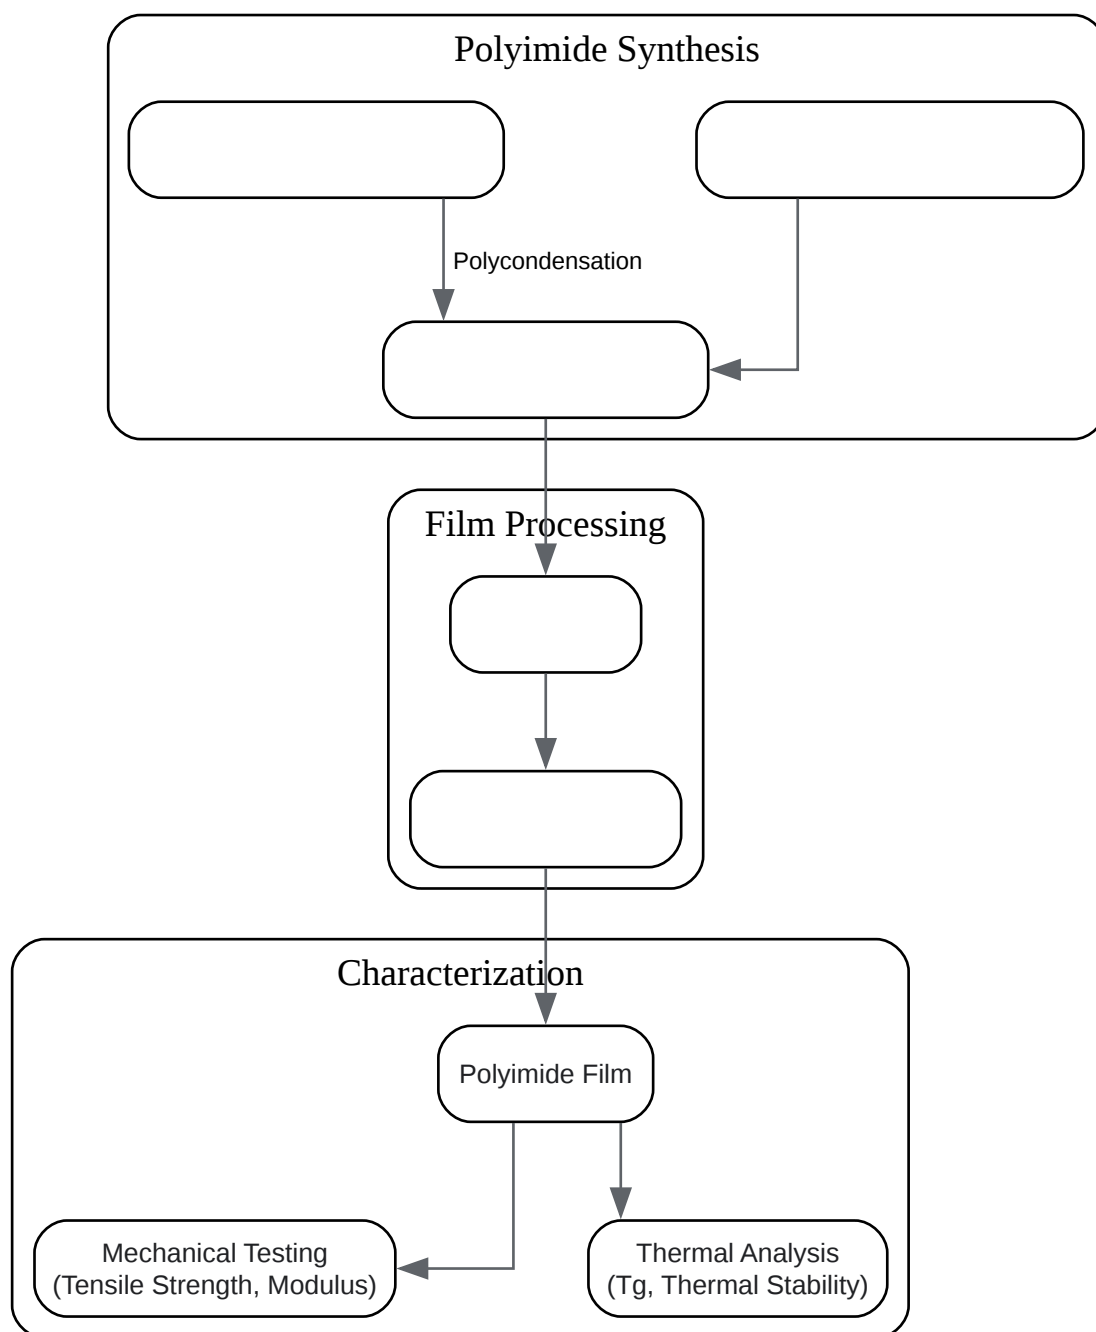 Polyimide Synthesis
Polycondensation
Film Processing
Characterization
Polyimide Film
Mechanical Testing
(Tensile Strength, Modulus)
Thermal Analysis
(Tg, Thermal Stability)